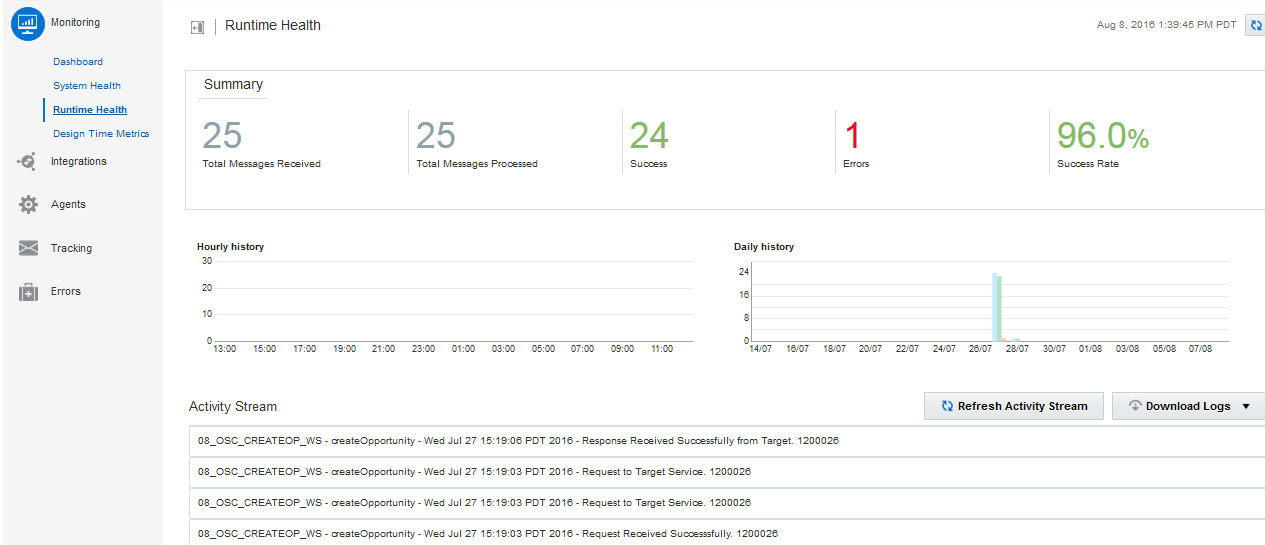 Monitoring
Dashboard
System Health
Runtime Health
Design Time Metrics
Integrations
Agents
Tracking
Errors
Runtime Health
Aug 8, 2016 1:39:45 PM PDT
Summary
25
Total Messages Received
25
Total Messages Processed
24
Success
1
Errors
96.0%
Success Rate
Hourly history
30
20
10
0
13:00 15:00 17:00 19:00 21:00 23:00 01:00 03:00 05:00 07:00 09:00 11:00
Daily history
24
16
8
0
14/07 16/07 18/07 20/07 22/07 24/07 26/07 28/07 30/07 01/08 03/08 05/08 07/08
Activity Stream
Refresh Activity Stream
Download Logs
08_OSC_CREATEOP_WS - createOpportunity - Wed Jul 27 15:19:06 PDT 2016 - Response Received Successfully from Target. 1200026
08_OSC_CREATEOP_WS - createOpportunity - Wed Jul 27 15:19:03 PDT 2016 - Request to Target Service. 1200026
08_OSC_CREATEOP_WS - createOpportunity - Wed Jul 27 15:19:03 PDT 2016 - Request to Target Service. 1200026
08_OSC_CREATEOP_WS - createOpportunity - Wed Jul 27 15:19:03 PDT 2016 - Request Received Successsfully. 1200026